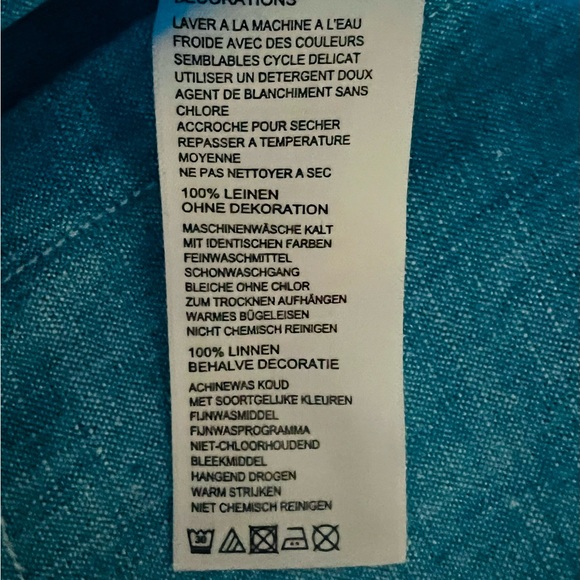 DECORATIONS
LAVER A LA MACHINE A L'EAU
FROIDE AVEC DES COULEURS
SEMBLABLES CYCLE DELICAT
UTILISER UN DETERGENT DOUX
AGENT DE BLANCHIMENT SANS
CHLORE
ACCROCHE POUR SECHER
REPASSER A TEMPERATURE
MOYENNE
NE PAS NETTOYER A SEC
100% LEINEN
OHNE DEKORATION
MASCHINENWÄSCHE KALT
MIT IDENTISCHEN FARBEN
FEINWASCHMITTEL
SCHONWASCHGANG
BLEICHE OHNE CHLOR
ZUM TROCKNEN AUFHÄNGEN
WARMES BÜGELEISEN
NICHT CHEMISCH REINIGEN
100% LINNEN
BEHALVE DECORATIE
ACHINEWAS KOUD
MET SOORTGELIJKE KLEUREN
FIJNWASMIDDEL
FIJNWASPROGRAMMA
NIET-CHLOORHOUDEND
BLEEKMIDDEL
HANGEND DROGEN
WARM STRIJKEN
NIET CHEMISCH REINIGEN
30